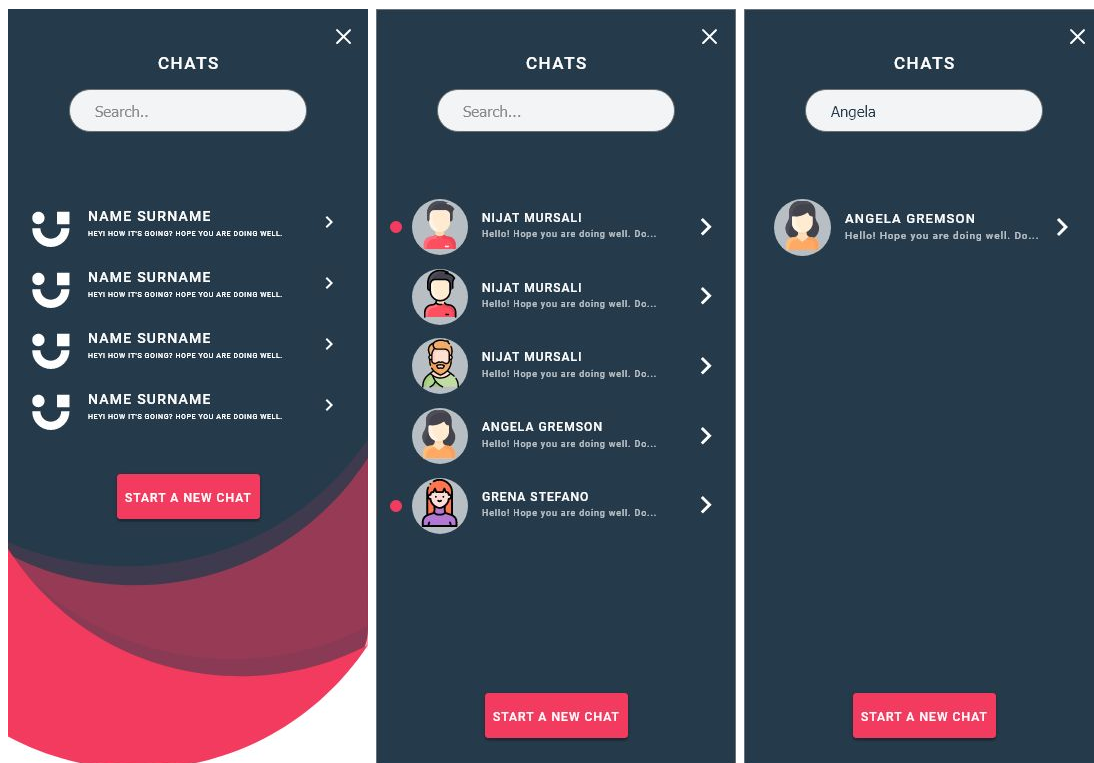 CHATS
Search..
NAME SURNAME
HEY! HOW IT'S GOING? HOPE YOU ARE DOING WELL.
NAME SURNAME
HEY! HOW IT'S GOING? HOPE YOU ARE DOING WELL.
NAME SURNAME
HEY! HOW IT'S GOING? HOPE YOU ARE DOING WELL.
NAME SURNAME
HEY! HOW IT'S GOING? HOPE YOU ARE DOING WELL.
START A NEW CHAT
CHATS
Search...
NIJAT MURSALI
Hello! Hope you are doing well. Do...
NIJAT MURSALI
Hello! Hope you are doing well. Do...
NIJAT MURSALI
Hello! Hope you are doing well. Do...
ANGELA GREMSON
Hello! Hope you are doing well. Do...
GRENA STEFANO
Hello! Hope you are doing well. Do...
START A NEW CHAT
CHATS
Angela
ANGELA GREMSON
Hello! Hope you are doing well. Do...
START A NEW CHAT